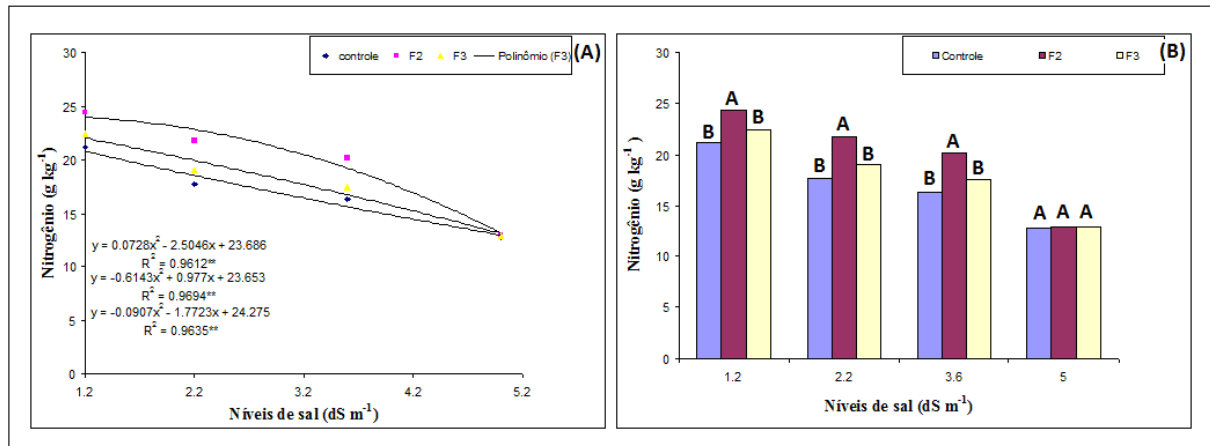 controle F2 F3 Polinômio (F3) (A)
30
25
20
15
10
5
0
Nitrogênio (g kg⁻¹)
y = 0.0728x² - 2.5046x + 23.686
R² = 0.9612**
y = -0.6143x² + 0.977x + 23.653
R² = 0.9694**
y = -0.0907x² - 1.7723x + 24.275
R² = 0.9635**
1.2 2.2 3.2 4.2 5.2
Níveis de sal (dS m⁻¹)
Controle F2 F3 (B)
30
25
20
15
10
5
0
Nitrogênio (g kg⁻¹)
B A B
B A B
B A B
A A A
1.2 2.2 3.6 5
Níveis de sal (dS m⁻¹)